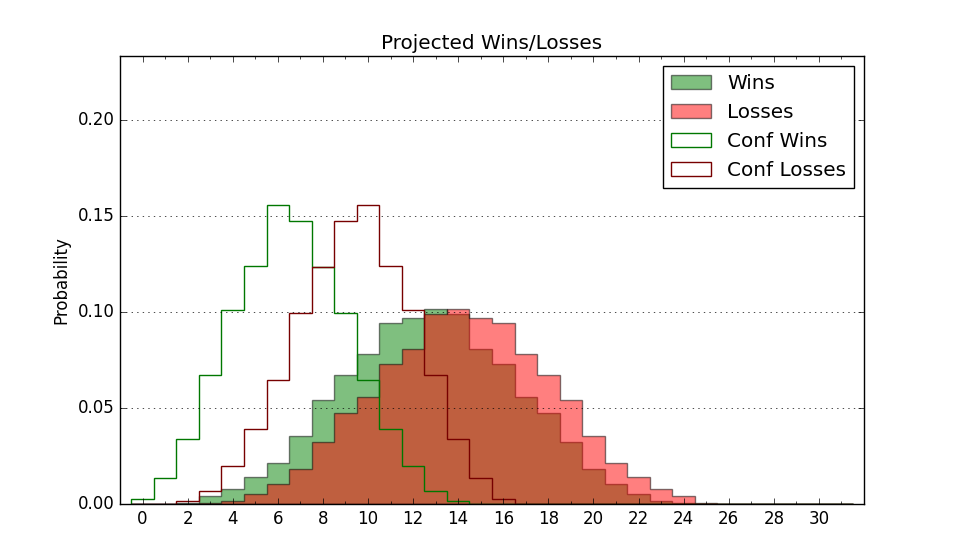 Projected Wins/Losses
Wins
Losses
Conf Wins
Conf Losses
Probability
0.20
0.15
0.10
0.05
0.00
0 2 4 6 8 10 12 14 16 18 20 22 24 26 28 30